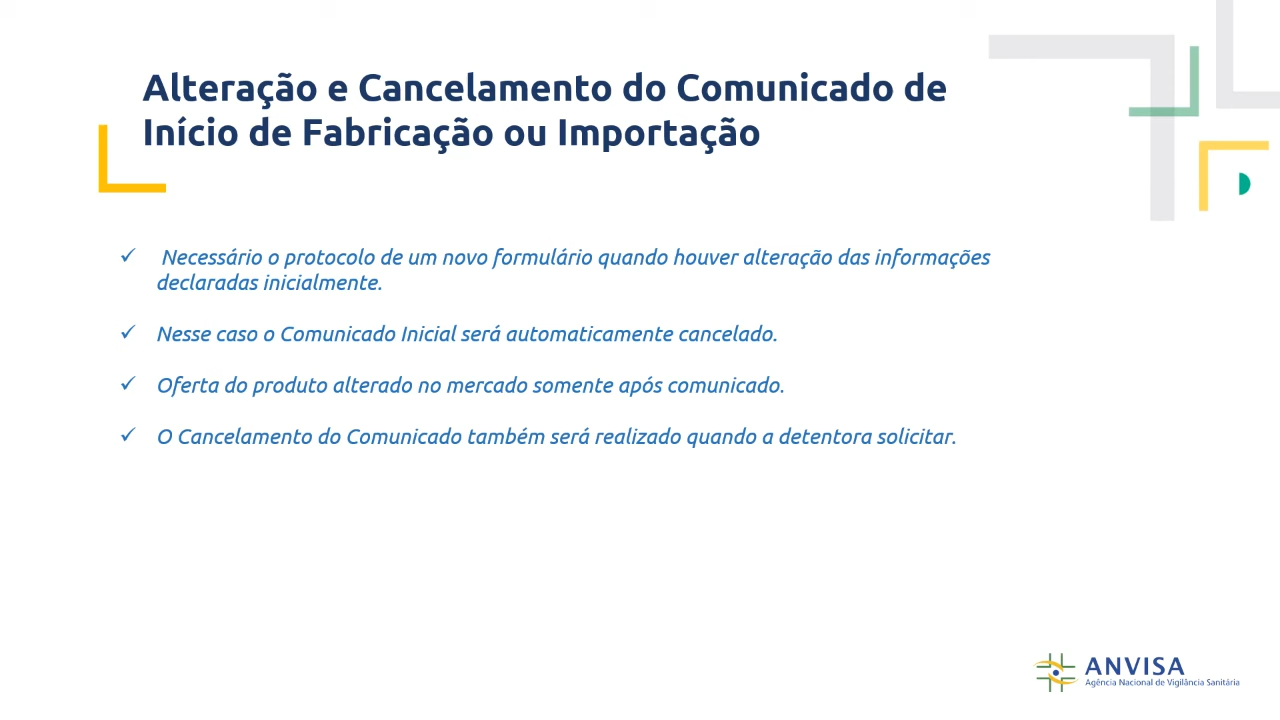 Alteração e Cancelamento do Comunicado de
Início de Fabricação ou Importação
✓ Necessário o protocolo de um novo formulário quando houver alteração das informações
declaradas inicialmente.
✓ Nesse caso o Comunicado Inicial será automaticamente cancelado.
✓ Oferta do produto alterado no mercado somente após comunicado.
✓ O Cancelamento do Comunicado também será realizado quando a detentora solicitar.
ANVISA
Agência Nacional de Vigilância Sanitária